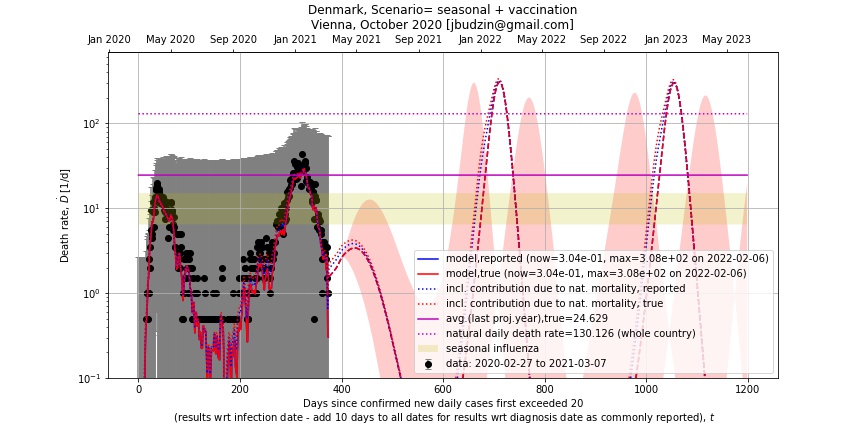 Denmark, Scenario= seasonal + vaccination
Vienna, October 2020 [jbudzin@gmail.com]
Jan 2020 May 2020 Sep 2020 Jan 2021 May 2021 Sep 2021 Jan 2022 May 2022 Sep 2022 Jan 2023 May 2023
10²
10¹
10⁰
10⁻¹
Death rate, D [1/d]
model,reported (now=3.04e-01, max=3.08e+02 on 2022-02-06)
model,true (now=3.04e-01, max=3.08e+02 on 2022-02-06)
incl. contribution due to nat. mortality, reported
incl. contribution due to nat. mortality, true
avg.(last proj.year),true=24.629
natural daily death rate=130.126 (whole country)
seasonal influenza
data: 2020-02-27 to 2021-03-07
0 200 400 600 800 1000 1200
Days since confirmed new daily cases first exceeded 20
(results wrt infection date - add 10 days to all dates for results wrt diagnosis date as commonly reported), t